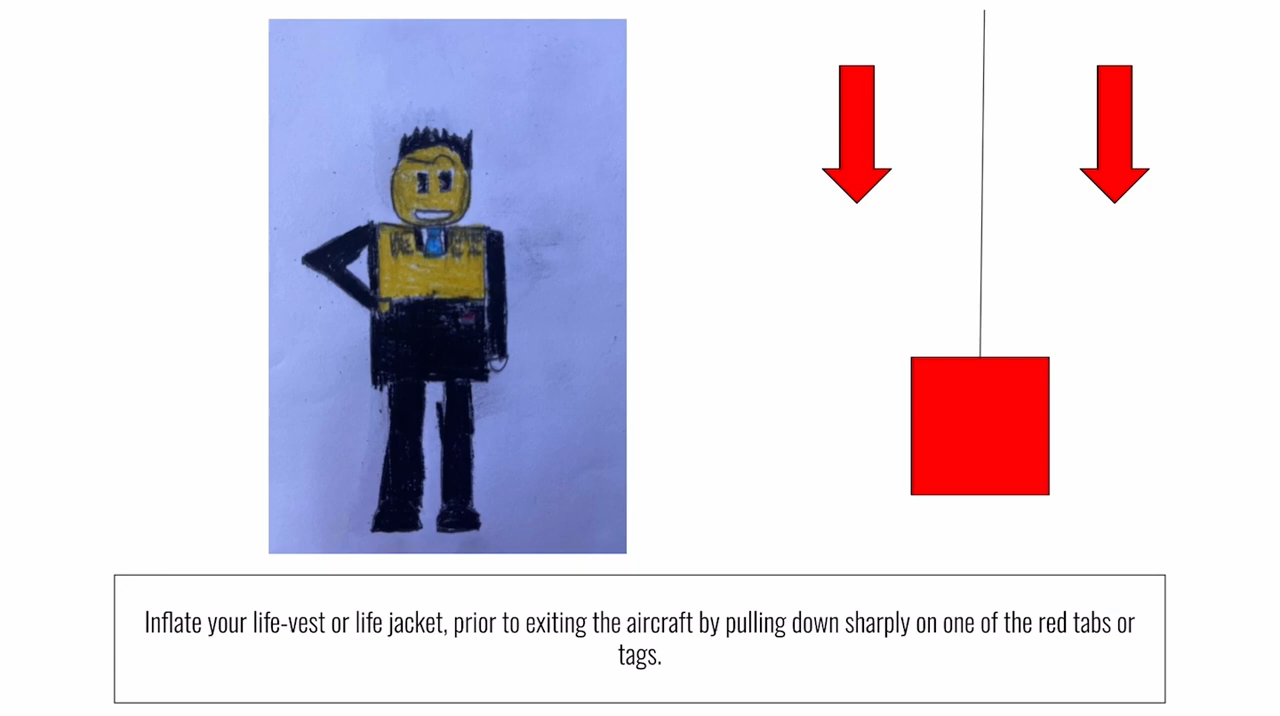 Inflate your life-vest or life jacket, prior to exiting the aircraft by pulling down sharply on one of the red tabs or
tags.